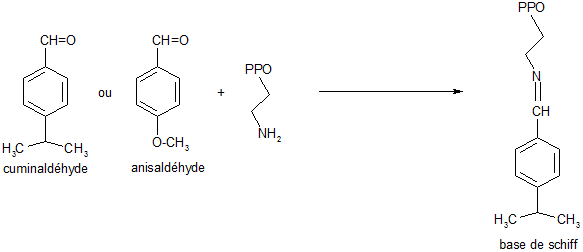 CH=O
CH=O
PPO
ou
+
PPO
NH2
N
CH
H3C
CH3
O-CH3
cuminaldéhyde
anisaldéhyde
H3C
CH3
base de schiff